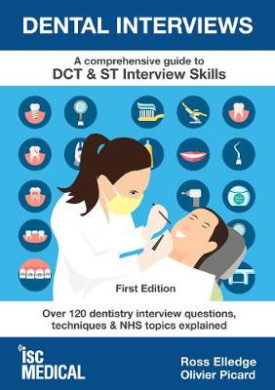 DENTAL INTERVIEWS
A comprehensive guide to
DCT & ST Interview Skills
First Edition
Over 120 dentistry interview questions,
techniques & NHS topics explained
isc
MEDICAL
Ross Elledge
Olivier Picard